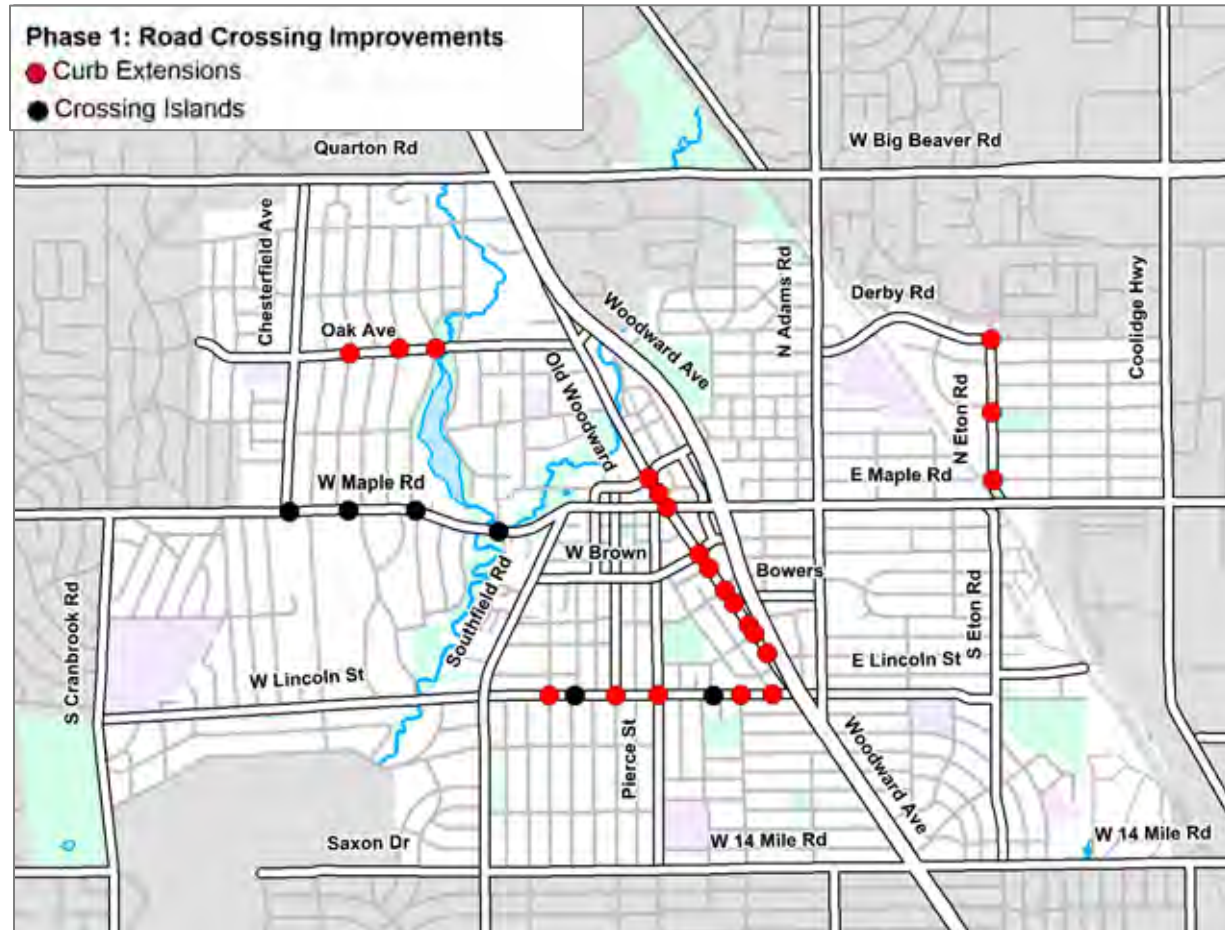 Phase 1: Road Crossing Improvements
Curb Extensions
Crossing Islands
Quarton Rd
W Big Beaver Rd
Chesterfield Ave
N Adams Rd
Coolidge Hwy
Derby Rd
Woodward Ave
Oak Ave
Old Woodward
N Eton Rd
W Maple Rd
E Maple Rd
W Brown
Bowers
S Cranbrook Rd
Southfield Rd
S Eton Rd
W Lincoln St
E Lincoln St
Pierce St
Woodward Ave
Saxon Dr
W 14 Mile Rd
W 14 Mile Rd